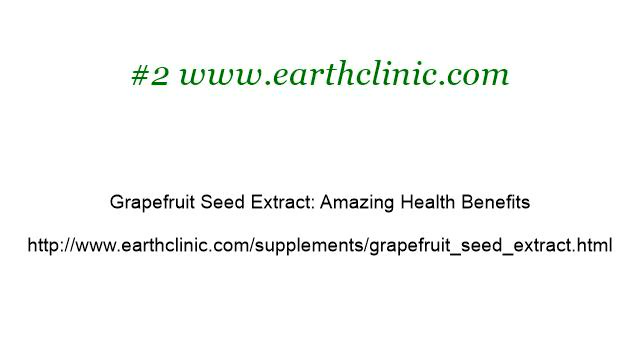 #2 www.earthclinic.com
Grapefruit Seed Extract: Amazing Health Benefits
http://www.earthclinic.com/supplements/grapefruit_seed_extract.html